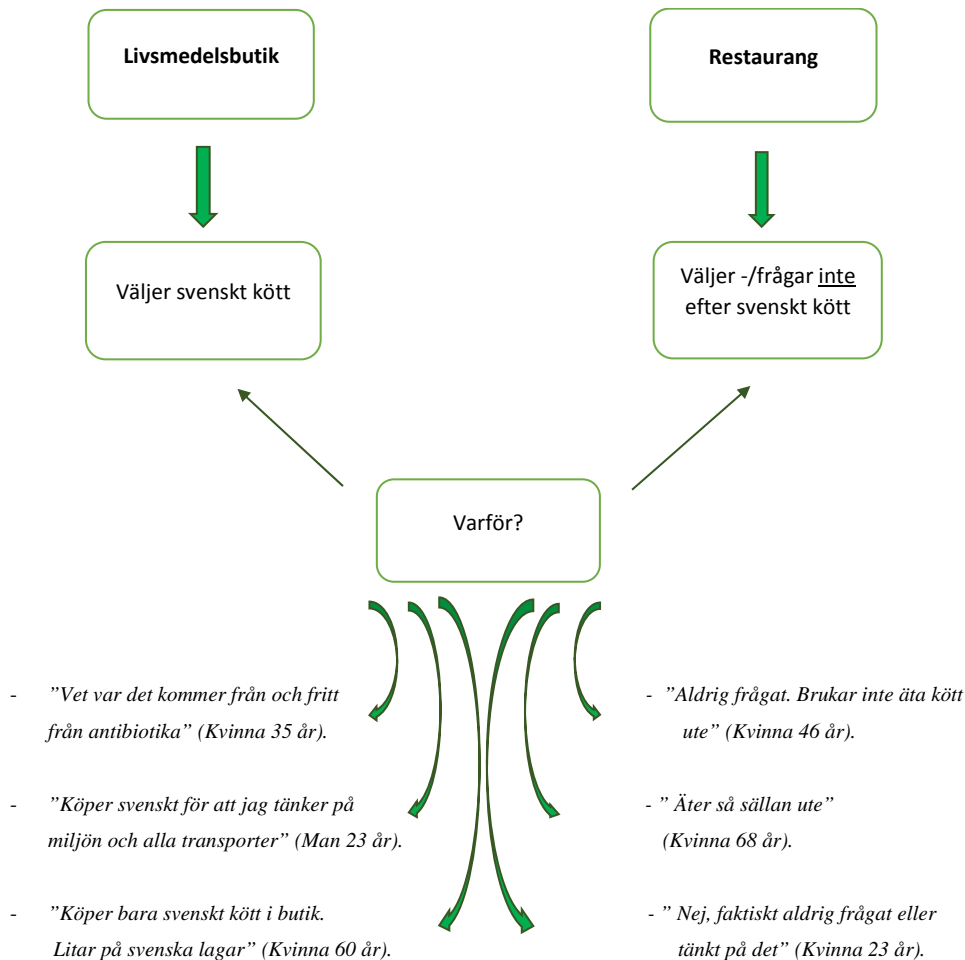 Livsmedelsbutik
Restaurang
Väljer svenskt kött
Väljer -/frågar inte
efter svenskt kött
Varför?
- ”Vet var det kommer från och fritt
från antibiotika” (Kvinna 35 år).
- ”Köper svenskt för att jag tänker på
miljön och alla transporter” (Man 23 år).
- ”Köper bara svenskt kött i butik.
Litar på svenska lagar” (Kvinna 60 år).
- ”Aldrig frågat. Brukar inte äta kött
ute” (Kvinna 46 år).
- ” Äter så sällan ute”
(Kvinna 68 år).
- ” Nej, faktiskt aldrig frågat eller
tänkt på det” (Kvinna 23 år).